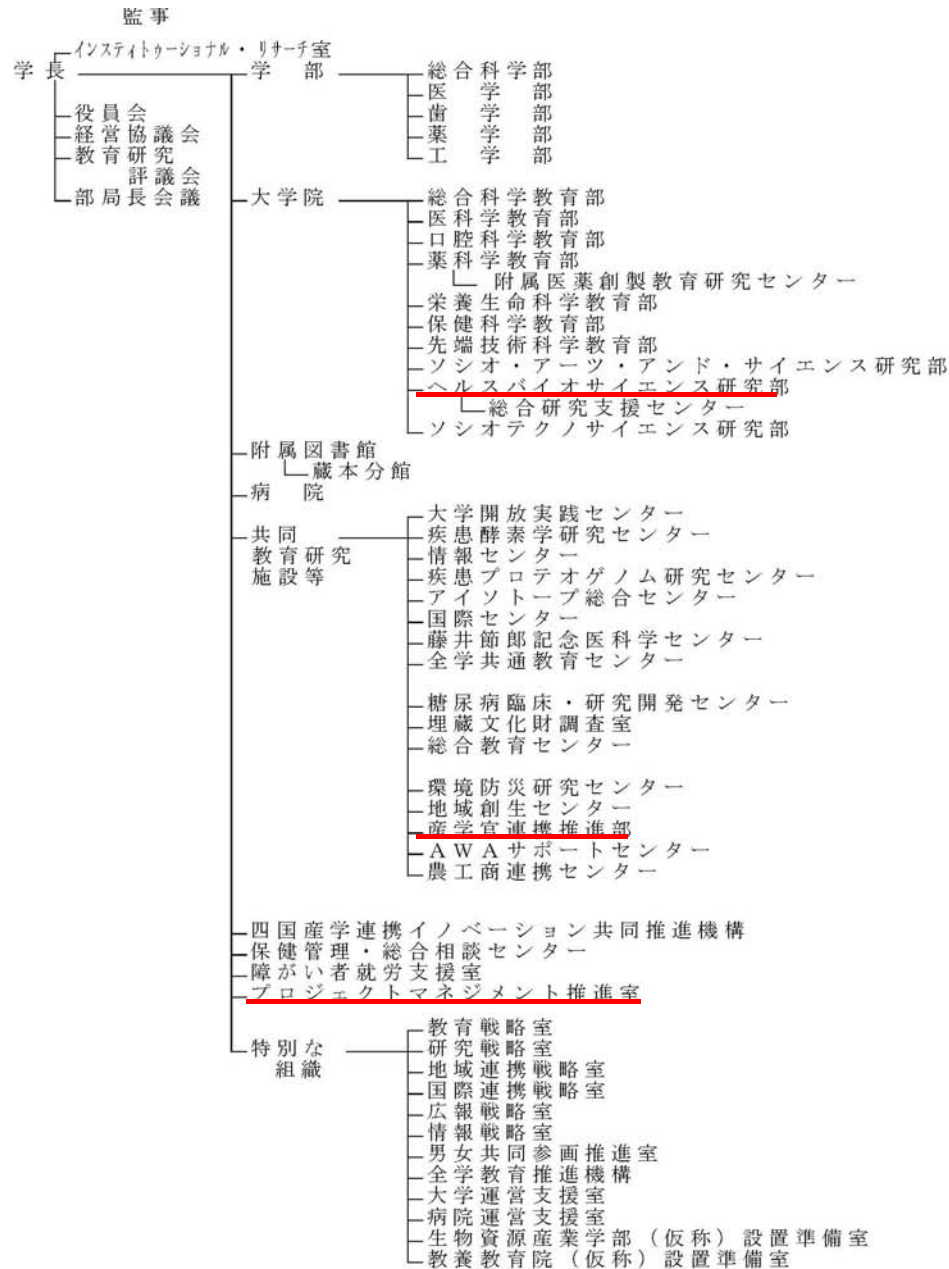 監事
インスティトゥーショナル・リサーチ室
学長
学部
総合科学部
医学部
歯学部
薬学部
工学部
役員会
経営協議会
教育研究
評議会
部局長会議
大学院
総合科学教育部
医科学教育部
口腔科学教育部
薬科学教育部
附属医薬創製教育研究センター
栄養生命科学教育部
保健科学教育部
先端技術科学教育部
ソシオ・アーツ・アンド・サイエンス研究部
ヘルスバイオサイエンス研究部
総合研究支援センター
ソシオテクノサイエンス研究部
附属図書館
蔵本分館
病院
共同
教育研究
施設等
大学開放実践センター
疾患酵素学研究センター
情報センター
疾患プロテオゲノム研究センター
アイソトープ総合センター
国際センター
藤井節郎記念医科学センター
全学共通教育センター
糖尿病臨床・研究開発センター
埋蔵文化財調査室
総合教育センター
環境防災研究センター
地域創生センター
産学官連携推進部
AWAサポートセンター
農工商連携センター
四国産学連携イノベーション共同推進機構
保健管理・総合相談センター
障がい者就労支援室
プロジェクトマネジメント推進室
特別な
組織
教育戦略室
研究戦略室
地域連携戦略室
国際連携戦略室
広報戦略室
情報戦略室
男女共同参画推進室
全学教育推進機構
大学運営支援室
病院運営支援室
生物資源産業学部(仮称)設置準備室
教養教育院(仮称)設置準備室